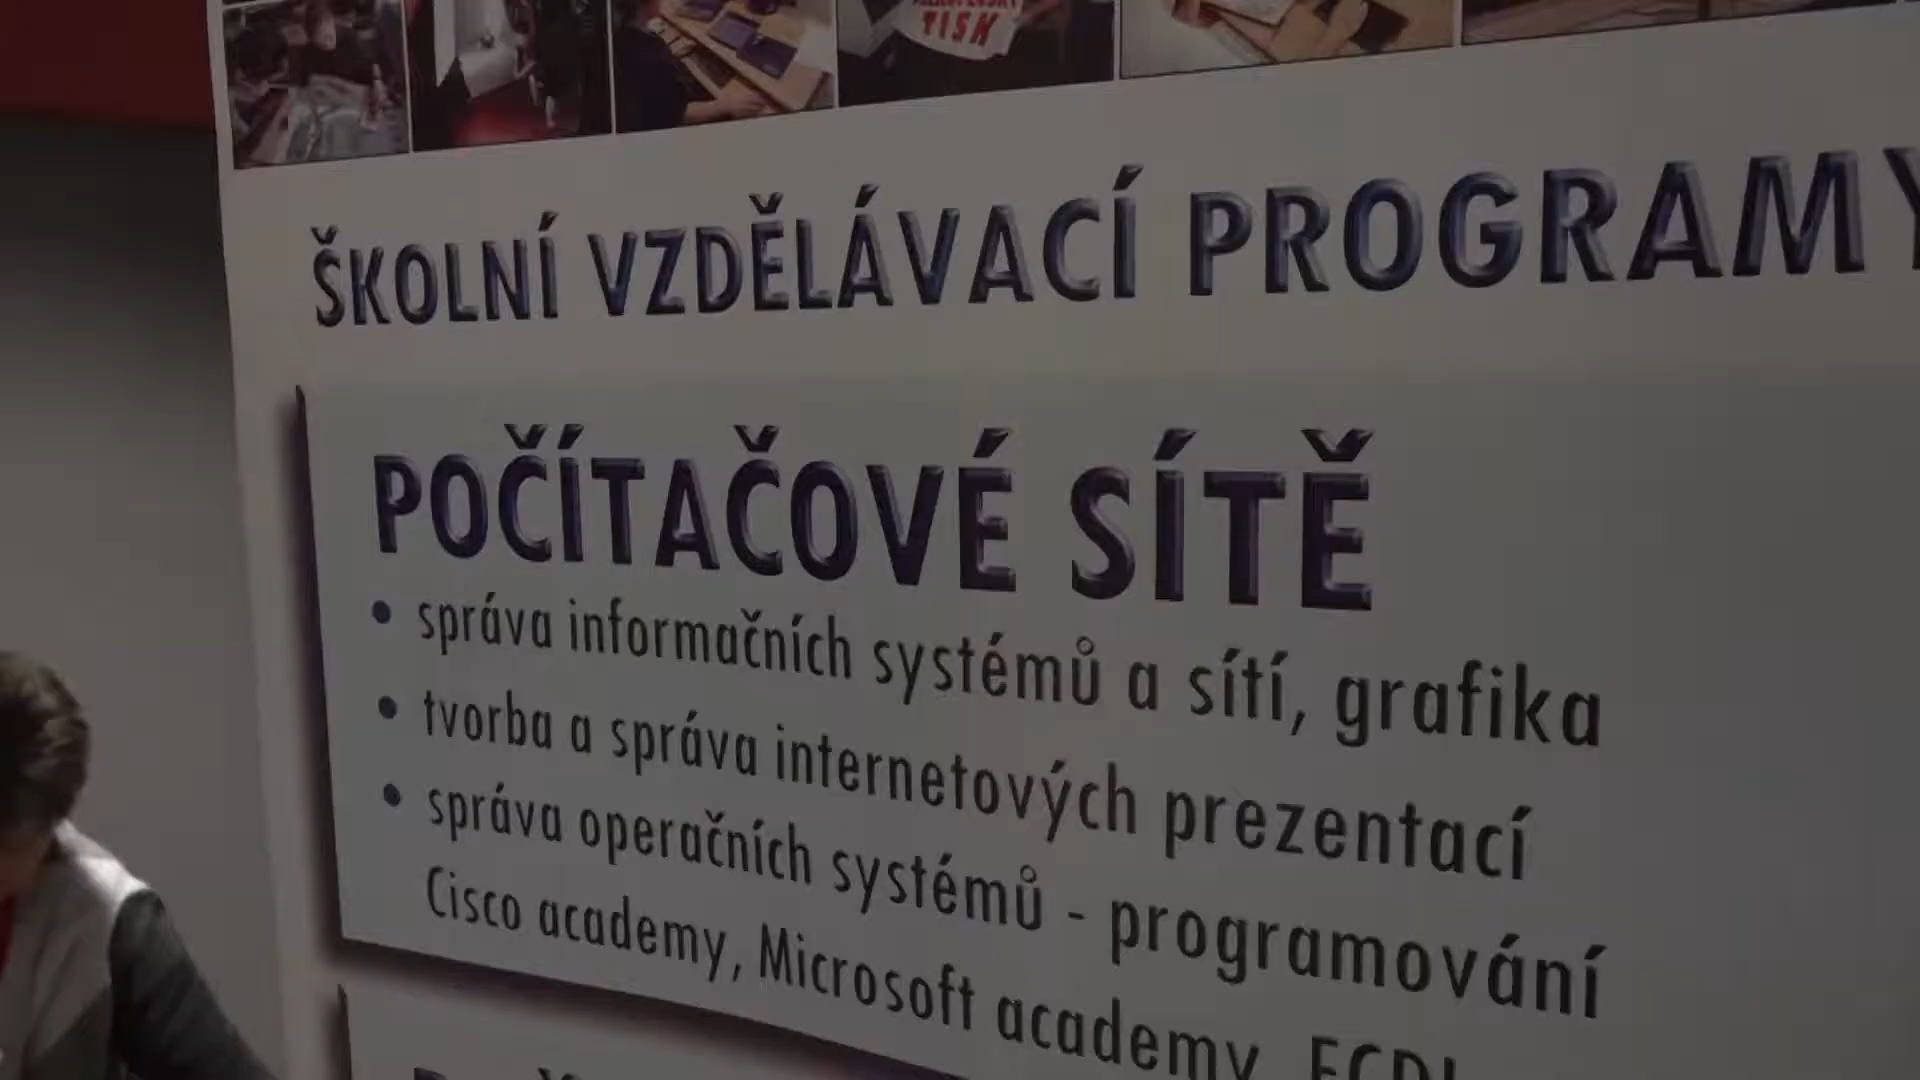 TISK
ŠKOLNÍ VZDĚLÁVACÍ PROGRAMY
POČÍTAČOVÉ SÍTĚ
• správa informačních systémů a sítí, grafika
• tvorba a správa internetových prezentací
• správa operačních systémů - programování
Cisco academy, Microsoft academy, ECDL